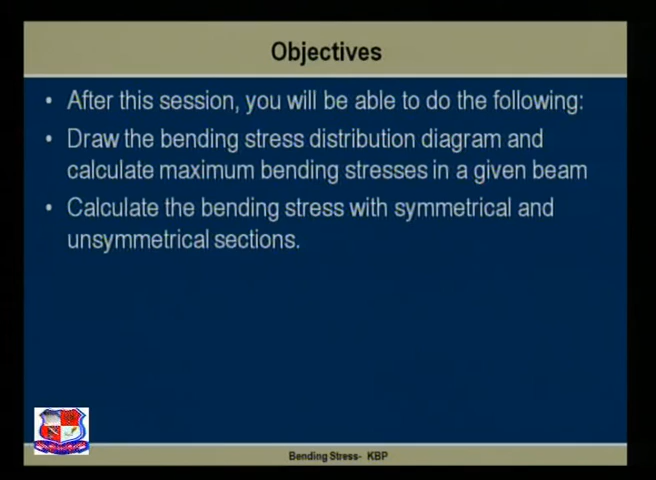 Objectives
• After this session, you will be able to do the following:
• Draw the bending stress distribution diagram and
calculate maximum bending stresses in a given beam
• Calculate the bending stress with symmetrical and
unsymmetrical sections.
Bending Stress- KBP